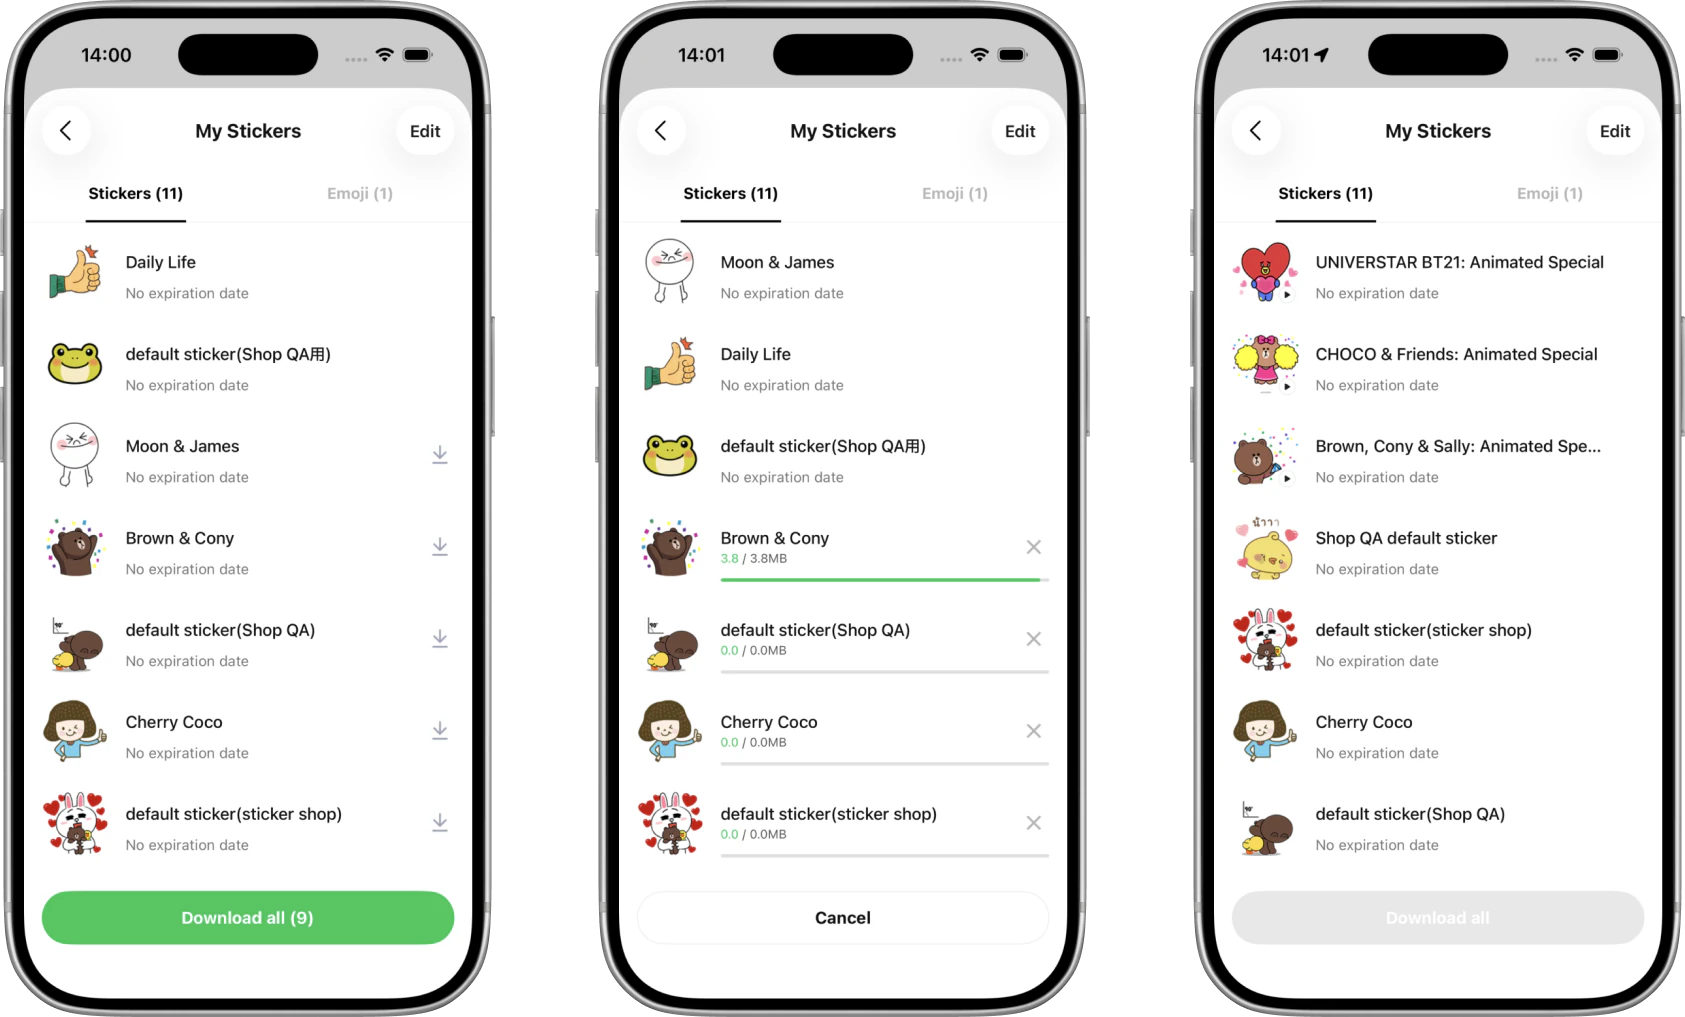 14:00
My Stickers
Edit
Stickers (11)
Emoji (1)
Daily Life
No expiration date
default sticker(Shop QA用)
No expiration date
Moon & James
No expiration date
Brown & Cony
No expiration date
90°
default sticker(Shop QA)
No expiration date
Cherry Coco
No expiration date
default sticker(sticker shop)
No expiration date
Download all (9)
14:01
My Stickers
Edit
Stickers (11)
Emoji (1)
Moon & James
No expiration date
Daily Life
No expiration date
default sticker(Shop QA用)
No expiration date
Brown & Cony
3.8 / 3.8MB
90°
default sticker(Shop QA)
0.0 / 0.0MB
Cherry Coco
0.0 / 0.0MB
default sticker(sticker shop)
0.0 / 0.0MB
Cancel
14:01
My Stickers
Edit
Stickers (11)
Emoji (1)
UNIVERSTAR BT21: Animated Special
No expiration date
CHOCO & Friends: Animated Special
No expiration date
Brown, Cony & Sally: Animated Spe...
No expiration date
น้าาา
Shop QA default sticker
No expiration date
default sticker(sticker shop)
No expiration date
Cherry Coco
No expiration date
90°
default sticker(Shop QA)
No expiration date
Download all